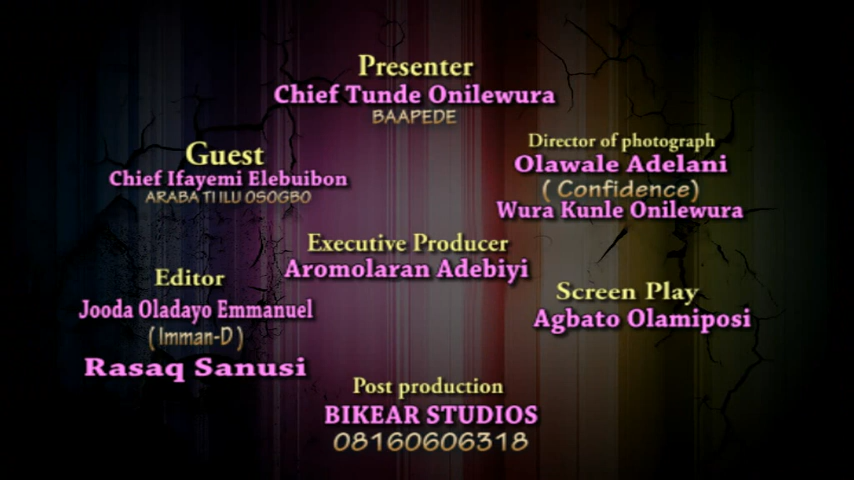 Presenter
Chief Tunde Onilewura
BAAPEDE
Guest
Chief Ifayemi Elebuibon
ARABA TI ILU OSOGBO
Director of photograph
Olawale Adelani
( Confidence)
Wura Kunle Onilewura
Executive Producer
Aromolaran Adebiyi
Editor
Jooda Oladayo Emmanuel
(Imman-D)
Rasaq Sanusi
Screen Play
Agbato Olamiposi
Post production
BIKEAR STUDIOS
08160606318